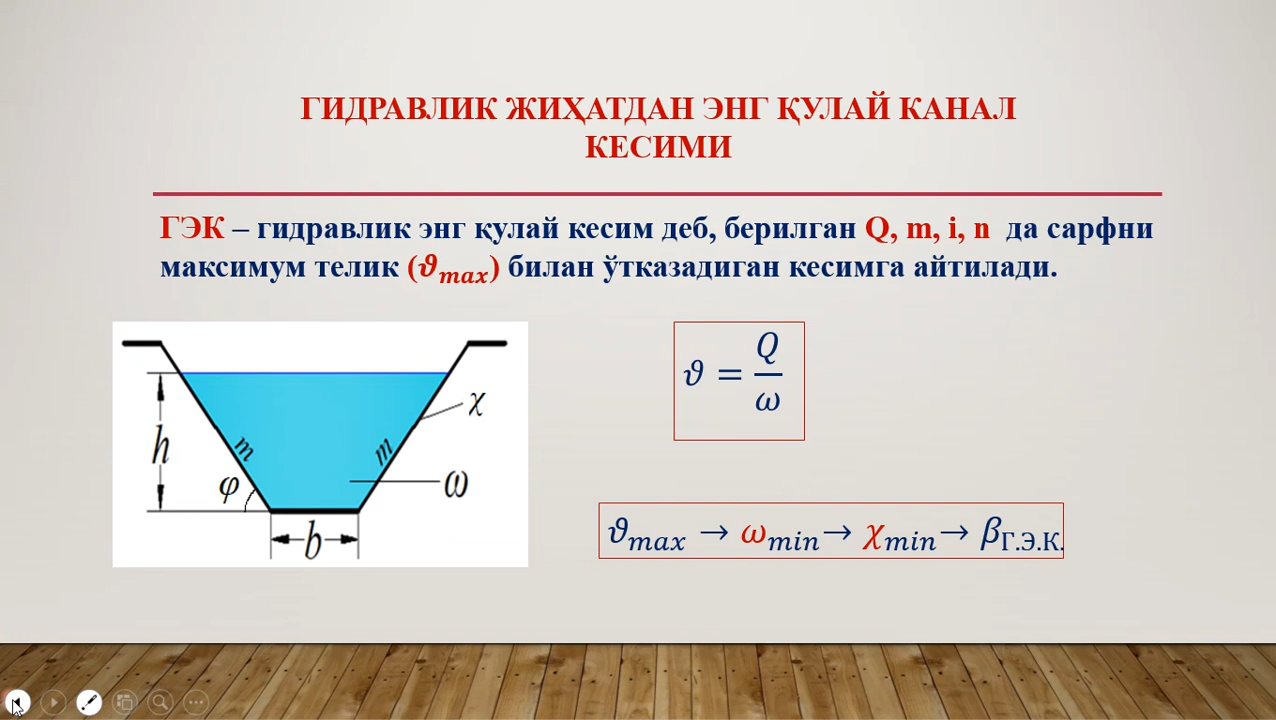 ГИДРАВЛИК ЖИҲАТДАН ЭНГ ҚУЛАЙ КАНАЛ
КЕСИМИ
ГЭК – гидравлик энг қулай кесим деб, берилган Q, m, i, n да сарфни
максимум телик (ϑmax) билан ўтказадиган кесимга айтилади.
ϑ = Q/ω
h
m
m
χ
φ
ω
b
ϑmax → ωmin→ χmin→ βГ.Э.К.